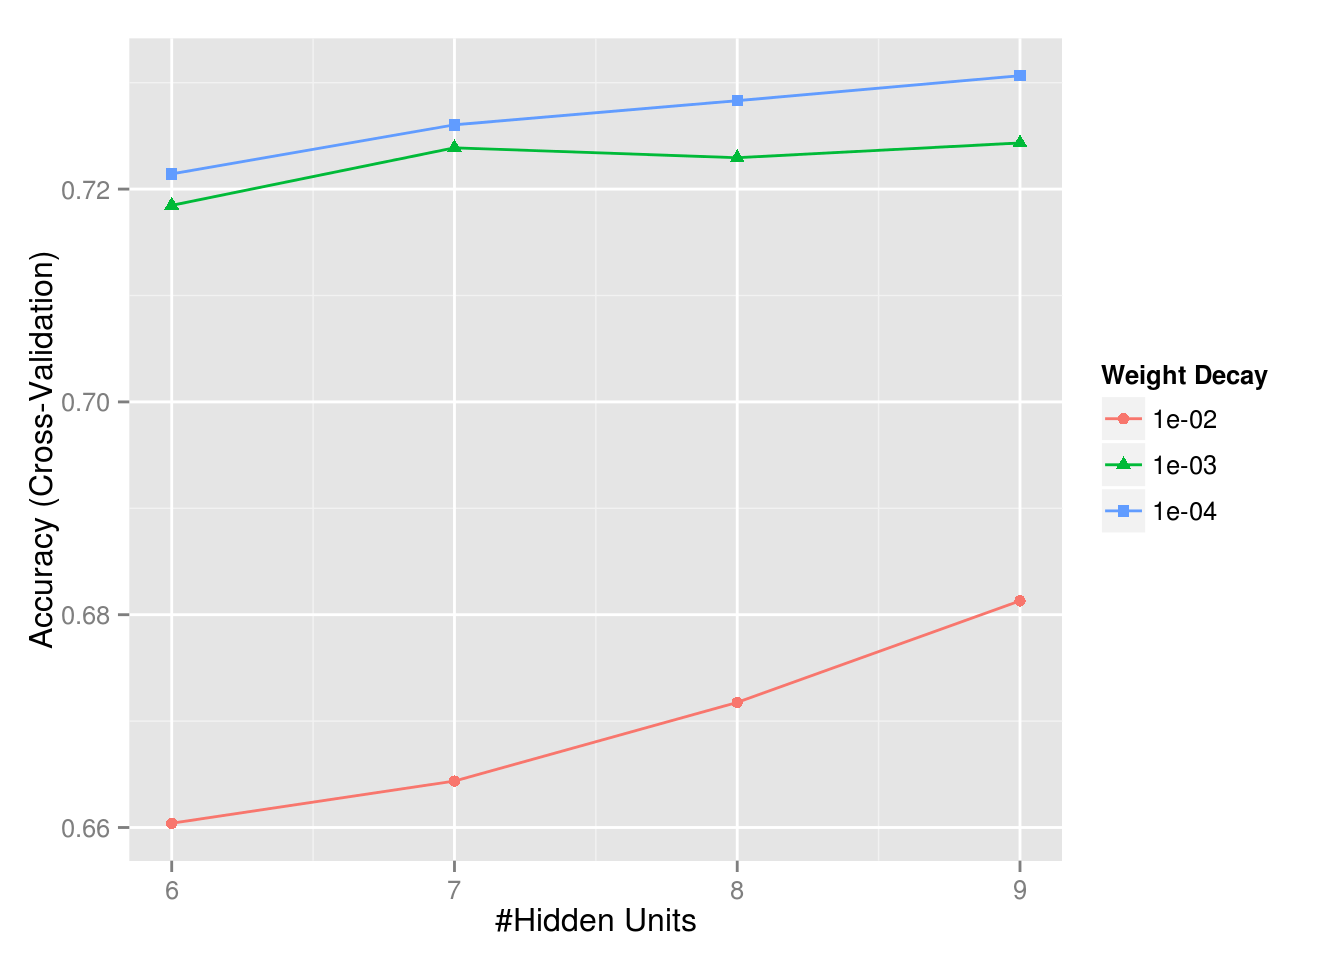 Accuracy (Cross-Validation)
0.72
0.70
0.68
0.66
6 7 8 9
#Hidden Units
Weight Decay
1e-02
1e-03
1e-04